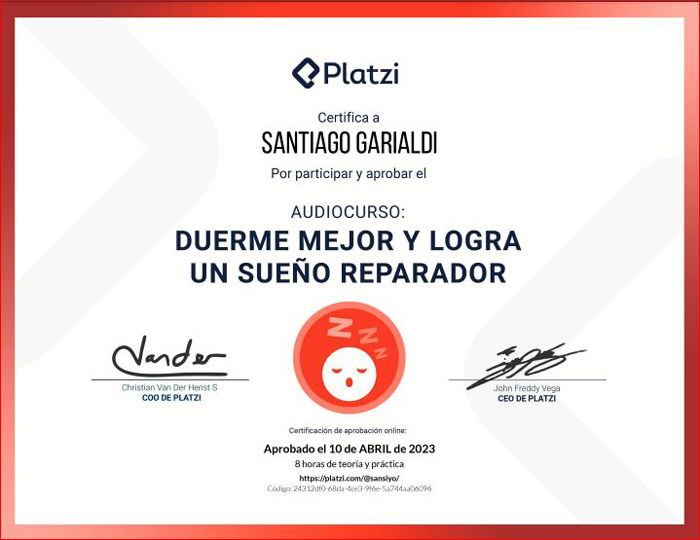 Platzi
Certifica a
SANTIAGO GARIALDI
Por participar y aprobar el
AUDIOCURSO:
DUERME MEJOR Y LOGRA
UN SUEÑO REPARADOR
Z Z Z
Christian Van Der Henst S
COO DE PLATZI
John Freddy Vega
CEO DE PLATZI
Certificación de aprobación online:
Aprobado el 10 de ABRIL de 2023
8 horas de teoría y práctica
https://platzi.com/@sansiyo/
Código: 24312df0-68da-4ce3-9f6e-5a744aa06096